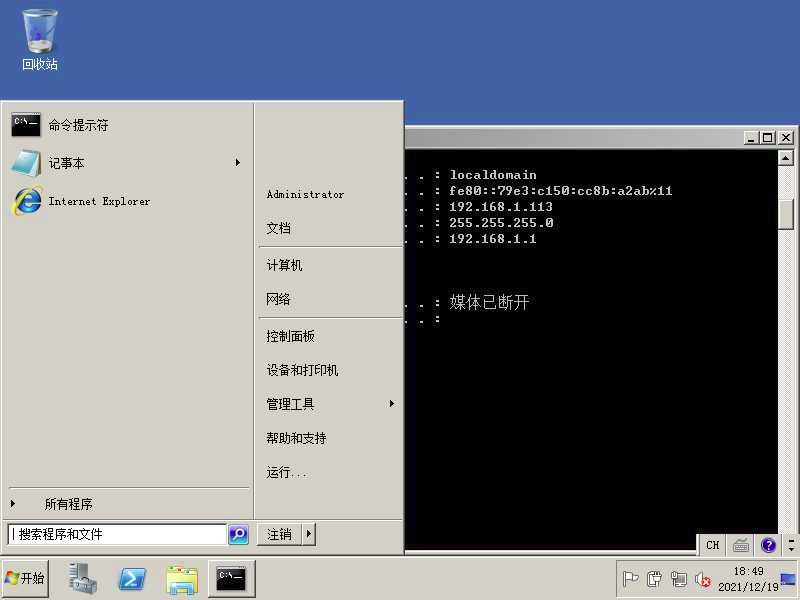 回收站
命令提示符
记事本
Internet Explorer
所有程序
搜索程序和文件
Administrator
文档
计算机
网络
控制面板
设备和打印机
管理工具
帮助和支持
运行...
注销
C:\
. . : localdomain
. . : fe80::79e3:c150:cc8b:a2ab%11
. . : 192.168.1.113
. . : 255.255.255.0
. . : 192.168.1.1
. . : 媒体已断开
. . :
CH
开始
C:\
18:49
2021/12/19